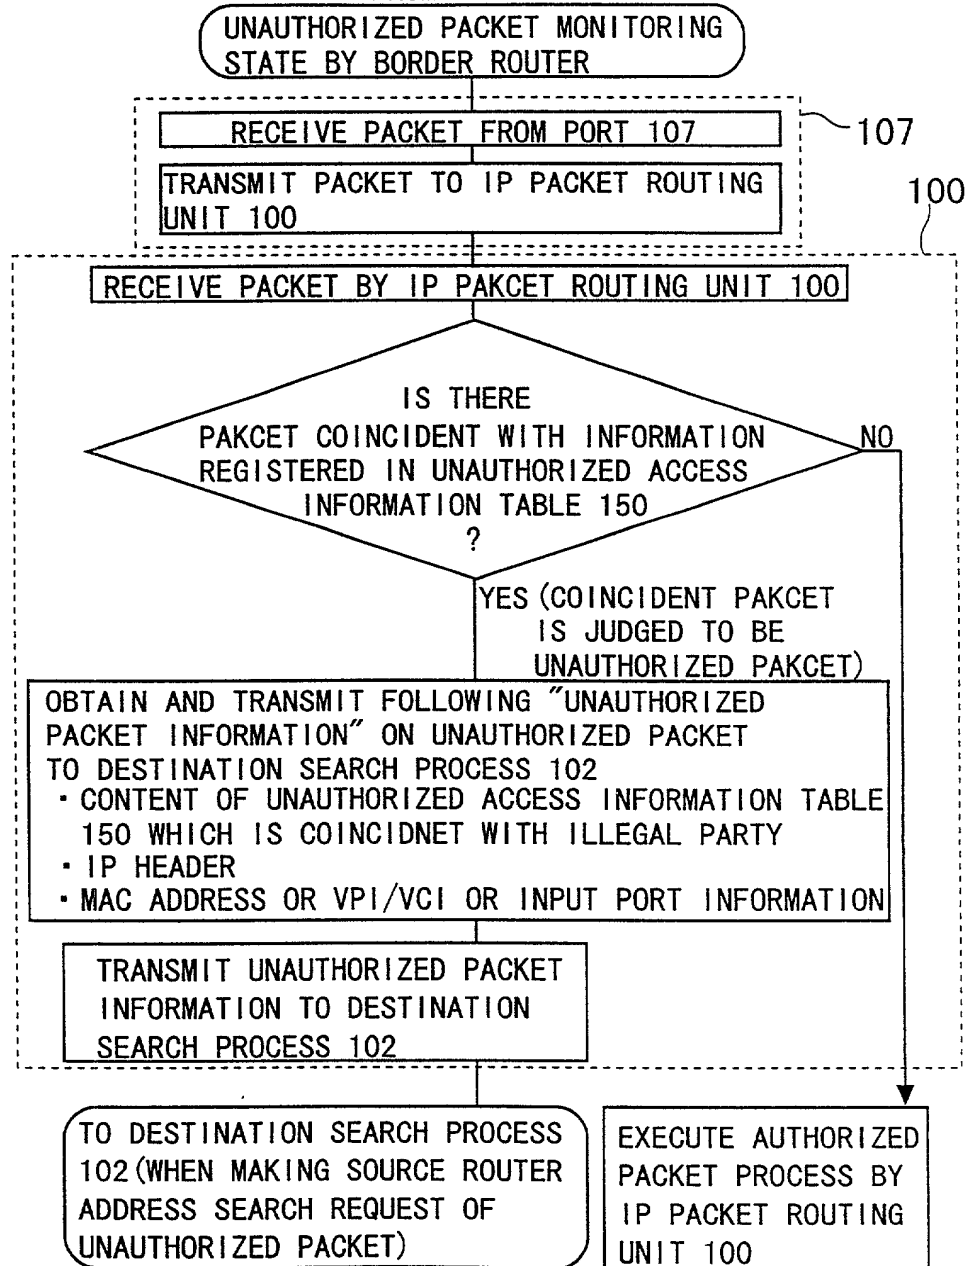 UNAUTHORIZED PACKET MONITORING
STATE BY BORDER ROUTER
RECEIVE PACKET FROM PORT 107
107
TRANSMIT PACKET TO IP PACKET ROUTING
UNIT 100
100
RECEIVE PACKET BY IP PAKCET ROUTING UNIT 100
IS THERE
PAKCET COINCIDENT WITH INFORMATION
REGISTERED IN UNAUTHORIZED ACCESS
INFORMATION TABLE 150
?
NO
YES (COINCIDENT PAKCET
IS JUDGED TO BE
UNAUTHORIZED PAKCET)
OBTAIN AND TRANSMIT FOLLOWING "UNAUTHORIZED
PACKET INFORMATION" ON UNAUTHORIZED PACKET
TO DESTINATION SEARCH PROCESS 102
・CONTENT OF UNAUTHORIZED ACCESS INFORMATION TABLE
150 WHICH IS COINCIDNET WITH ILLEGAL PARTY
・IP HEADER
・MAC ADDRESS OR VPI/VCI OR INPUT PORT INFORMATION
TRANSMIT UNAUTHORIZED PACKET
INFORMATION TO DESTINATION
SEARCH PROCESS 102
TO DESTINATION SEARCH PROCESS
102 (WHEN MAKING SOURCE ROUTER
ADDRESS SEARCH REQUEST OF
UNAUTHORIZED PACKET)
EXECUTE AUTHORIZED
PACKET PROCESS BY
IP PACKET ROUTING
UNIT 100